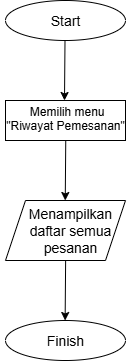 Start
Memilih menu
"Riwayat Pemesanan"
Menampilkan
daftar semua
pesanan
Finish